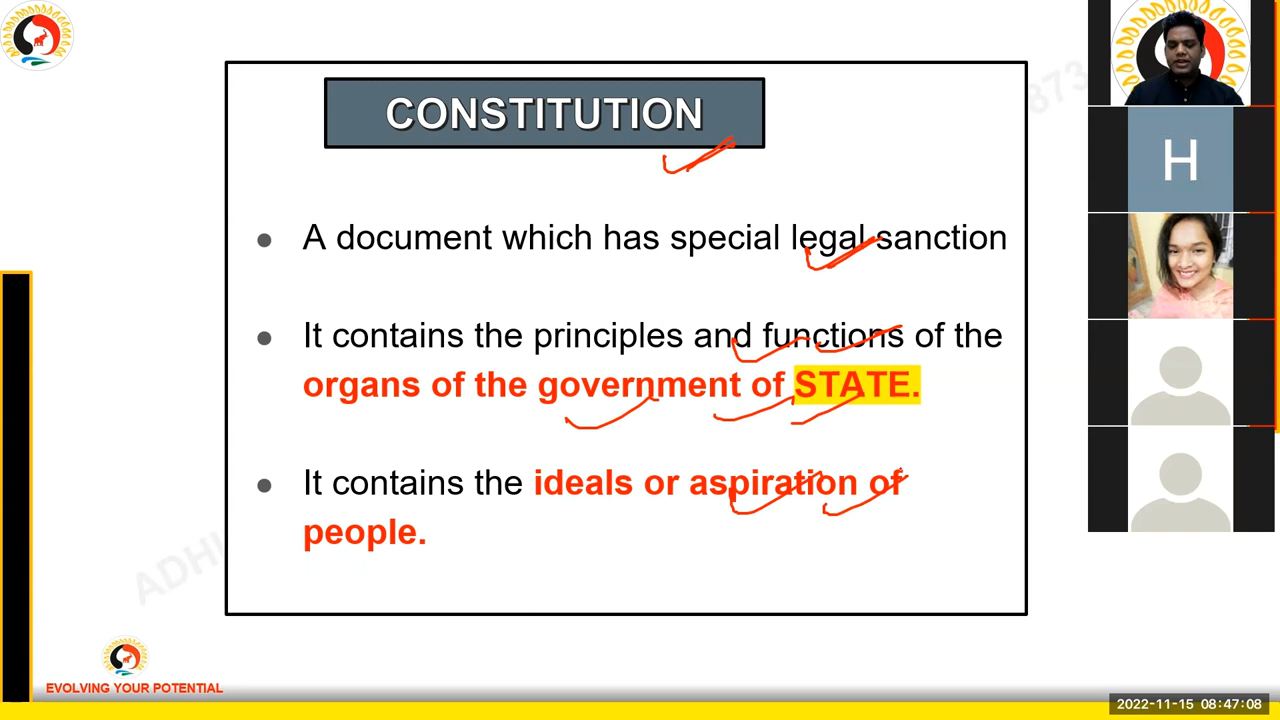 CONSTITUTION
H
● A document which has special legal sanction
● It contains the principles and functions of the
organs of the government of STATE.
● It contains the ideals or aspiration of
people.
EVOLVING YOUR POTENTIAL
2022-11-15 08:47:08